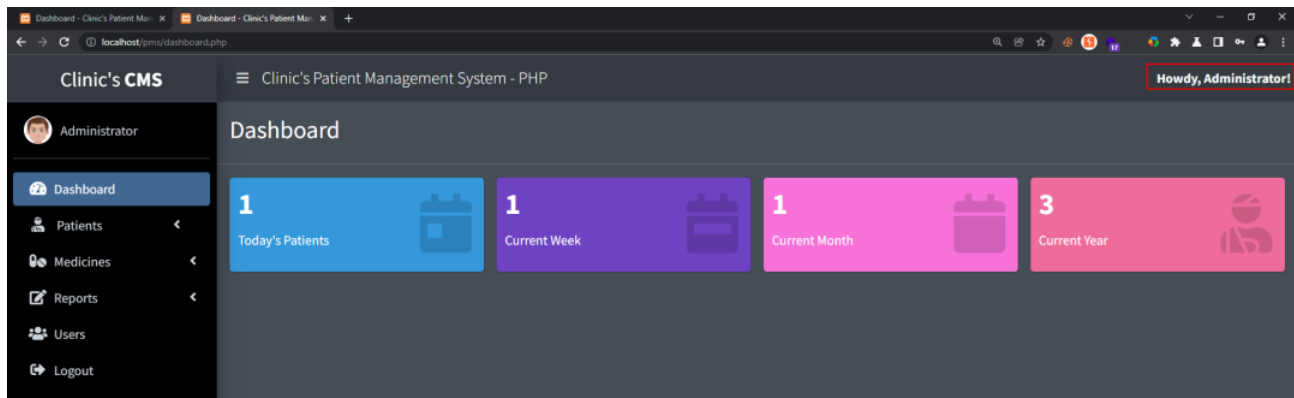 Dashboard - Clinic's Patient Man
Dashboard - Clinic's Patient Man
localhost/pms/dashboard.php
17
Clinic's CMS
Clinic's Patient Management System - PHP
Howdy, Administrator!
Administrator
Dashboard
Dashboard
Patients
Medicines
Reports
Users
Logout
1
Today's Patients
1
Current Week
1
Current Month
3
Current Year